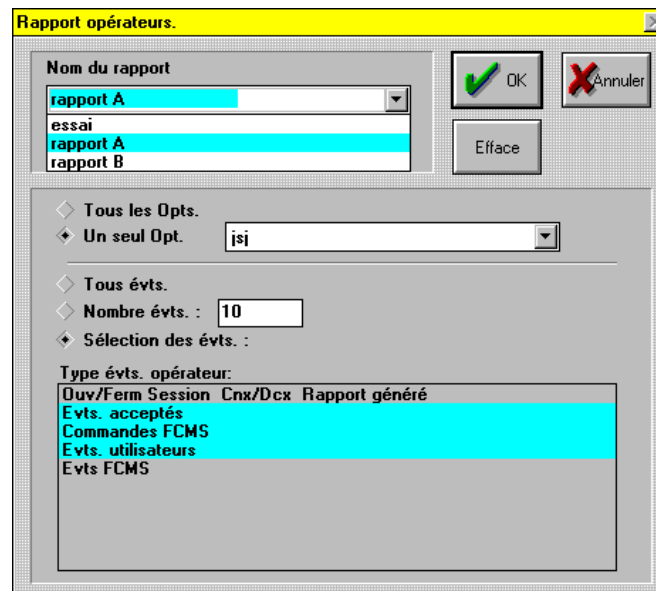 Rapport opérateurs.
Nom du rapport
rapport A
essai
rapport A
rapport B
OK
Annuler
Efface
Tous les Opts.
Un seul Opt.
jsj
Tous évts.
Nombre évts. : 10
Sélection des évts. :
Type évts. opérateur:
Ouv/Ferm Session Cnx/Dcx Rapport généré
Evts. acceptés
Commandes FCMS
Evts. utilisateurs
Evts FCMS